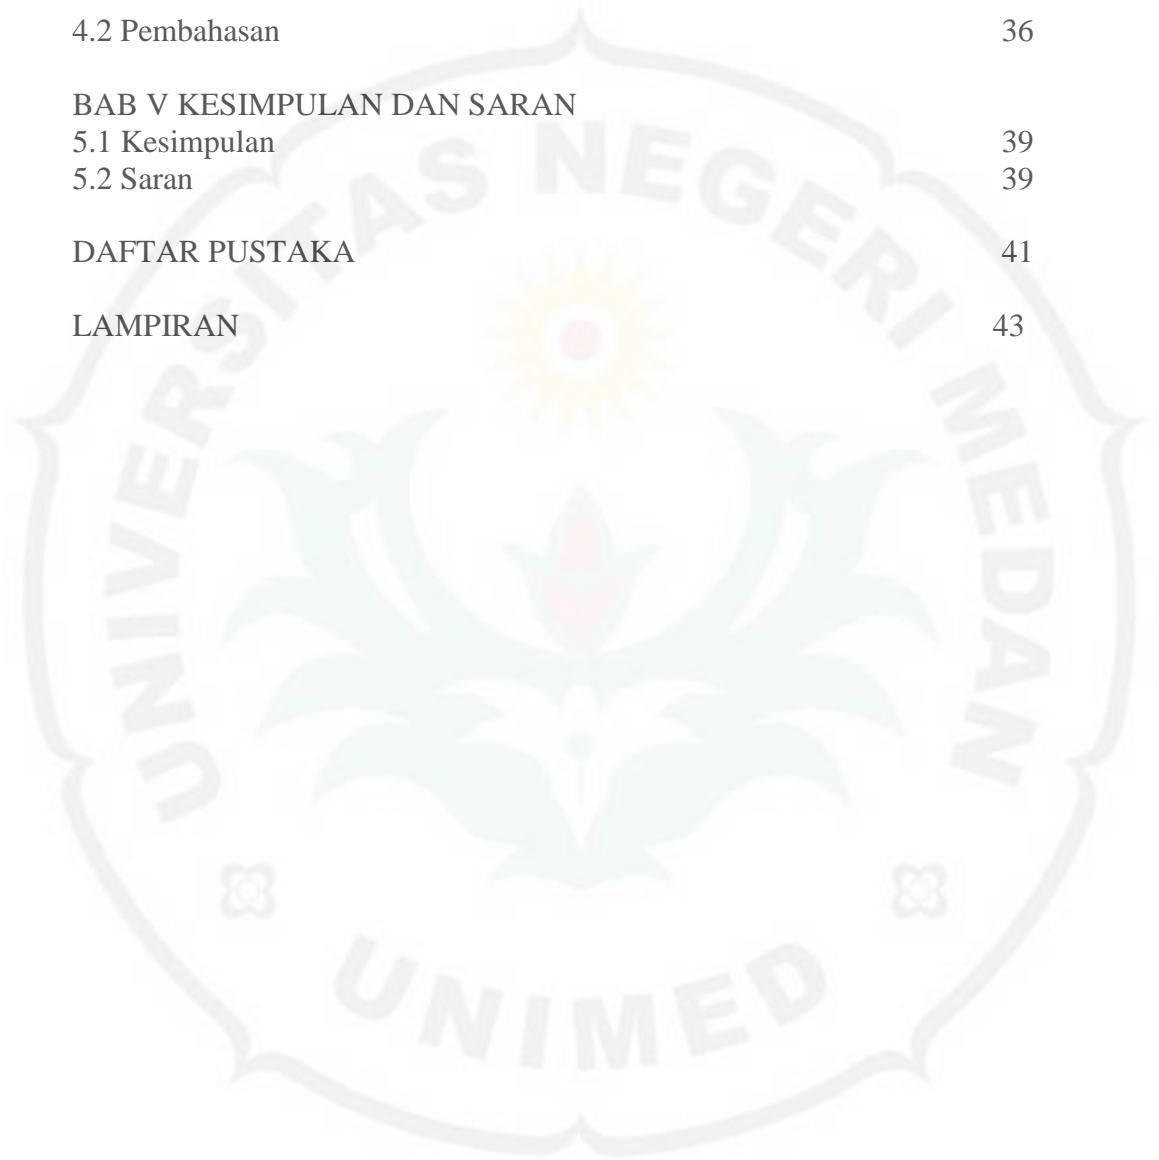 4.2 Pembahasan 36
BAB V KESIMPULAN DAN SARAN
5.1 Kesimpulan 39
5.2 Saran 39
DAFTAR PUSTAKA 41
LAMPIRAN 43
UNIVERSITAS NEGERI MEDAN
UNIMED